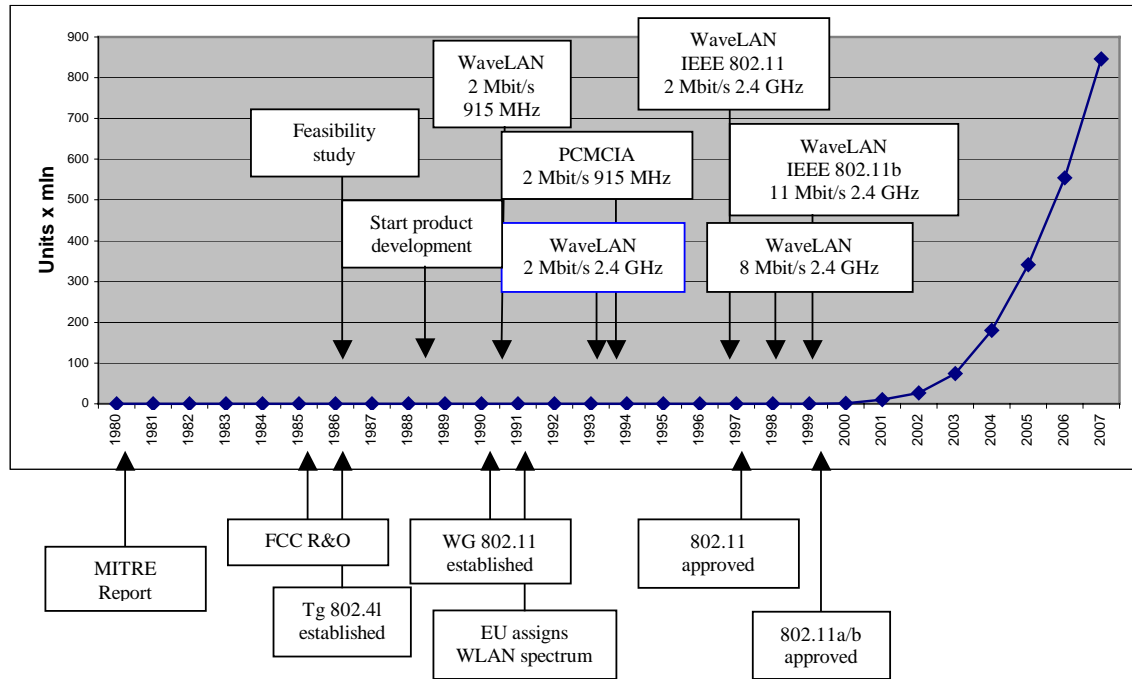 900
800
700
600
500
400
300
200
100
0
Units x mln
WaveLAN
2 Mbit/s
915 MHz
WaveLAN
IEEE 802.11
2 Mbit/s 2.4 GHz
Feasibility
study
PCMCIA
2 Mbit/s 915 MHz
WaveLAN
IEEE 802.11b
11 Mbit/s 2.4 GHz
Start product
development
WaveLAN
2 Mbit/s 2.4 GHz
WaveLAN
8 Mbit/s 2.4 GHz
1980
1981
1982
1983
1984
1985
1986
1987
1988
1989
1990
1991
1992
1993
1994
1995
1996
1997
1998
1999
2000
2001
2002
2003
2004
2005
2006
2007
MITRE
Report
FCC R&O
Tg 802.4l
established
WG 802.11
established
EU assigns
WLAN spectrum
802.11
approved
802.11a/b
approved